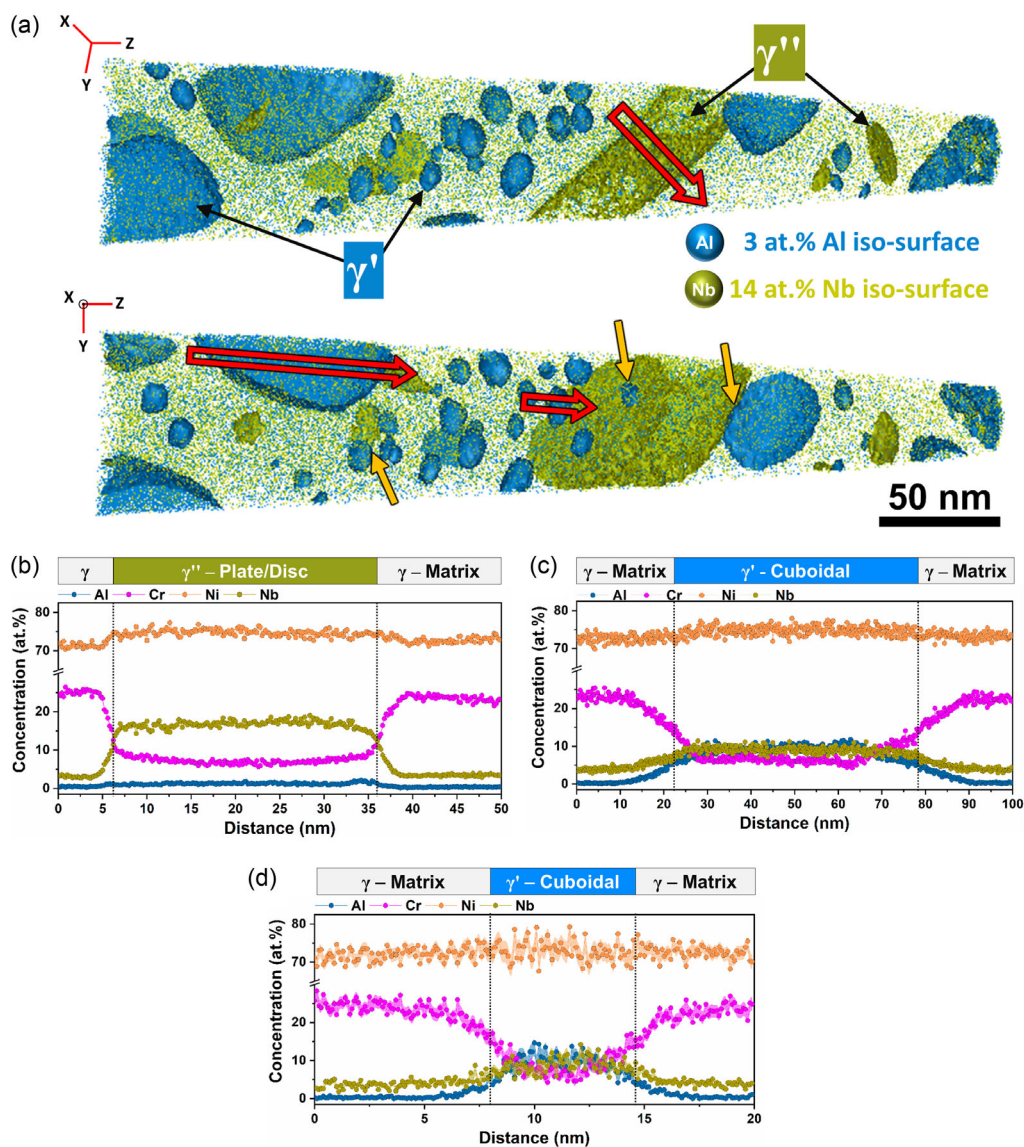 (a)
X
Z
Y
γ''
γ'
Al 3 at.% Al iso-surface
Nb 14 at.% Nb iso-surface
X
Z
Y
50 nm
(b)
γ γ'' – Plate/Disc γ – Matrix
Al Cr Ni Nb
80
70
20
10
0
Concentration (at.%)
0 5 10 15 20 25 30 35 40 45 50
Distance (nm)
(c)
γ – Matrix γ' - Cuboidal γ – Matrix
Al Cr Ni Nb
80
70
20
10
0
Concentration (at.%)
0 10 20 30 40 50 60 70 80 90 100
Distance (nm)
(d)
γ – Matrix γ' – Cuboidal γ – Matrix
Al Cr Ni Nb
80
70
20
10
0
Concentration (at.%)
0 5 10 15 20
Distance (nm)